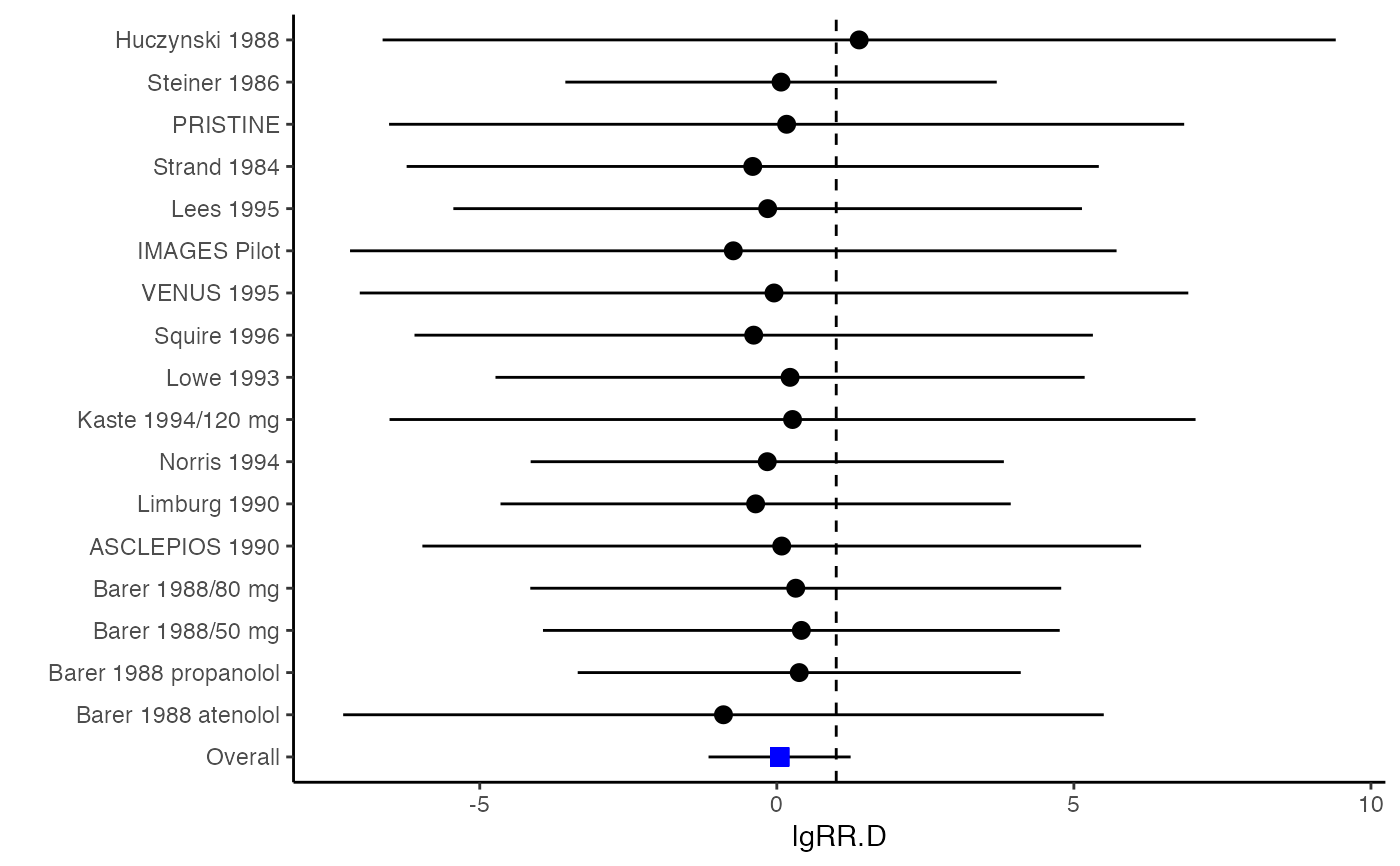 Huczynski 1988
Steiner 1986
PRISTINE
Strand 1984
Lees 1995
IMAGES Pilot
VENUS 1995
Squire 1996
Lowe 1993
Kaste 1994/120 mg
Norris 1994
Limburg 1990
ASCLEPIOS 1990
Barer 1988/80 mg
Barer 1988/50 mg
Barer 1988 propanolol
Barer 1988 atenolol
Overall
-5 0 5 10
lgRR.D